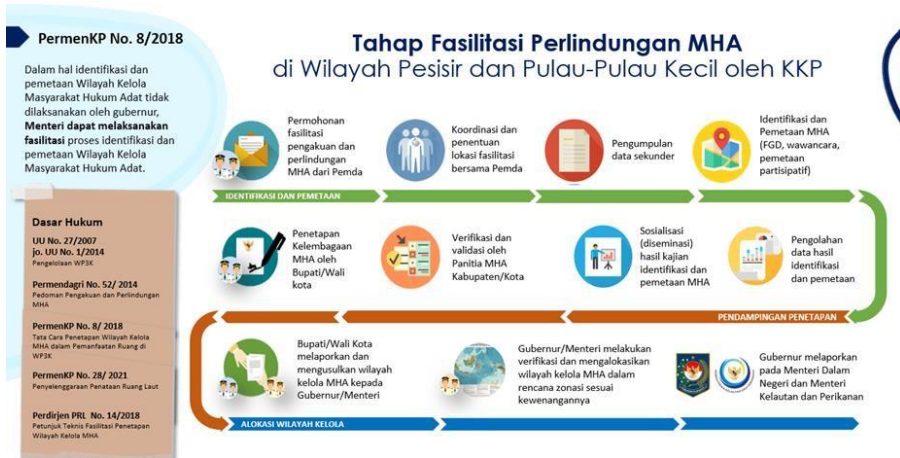 PermenKP No. 8/2018
Dalam hal identifikasi dan
pemetaan Wilayah Kelola
Masyarakat Hukum Adat tidak
dilaksanakan oleh gubernur,
Menteri dapat melaksanakan
fasilitasi proses identifikasi dan
pemetaan Wilayah Kelola
Masyarakat Hukum Adat.
Dasar Hukum
UU No. 27/2007
jo. UU No. 1/2014
Pengelolaan WP3K
Permendagri No. 52/ 2014
Pedoman Pengakuan dan Perlindungan
MHA
PermenKP No. 8/ 2018
Tata Cara Penetapan Wilayah Kelola
MHA dalam Pemanfaatan Ruang di
WP3K
PermenKP No. 28/ 2021
Penyelenggaraan Penataan Ruang Laut
Perdirjen PRL No. 14/2018
Petunjuk Teknis Fasilitasi Penetapan
Wilayah Kelola MHA
Tahap Fasilitasi Perlindungan MHA
di Wilayah Pesisir dan Pulau-Pulau Kecil oleh KKP
Permohonan
fasilitasi
pengakuan dan
perlindungan
MHA dari Pemda
Koordinasi dan
penentuan
lokasi fasilitasi
bersama Pemda
Pengumpulan
data sekunder
Identifikasi dan
Pemetaan MHA
(FGD, wawancara,
pemetaan
partisipatif)
IDENTIFIKASI DAN PEMETAAN
Penetapan
Kelembagaan
MHA oleh
Bupati/Wali
kota
Verifikasi dan
validasi oleh
Panitia MHA
Kabupaten/Kota
Sosialisasi
(diseminasi)
hasil kajian
identifikasi dan
pemetaan MHA
Pengolahan
data hasil
identifikasi
dan pemetaan
PENDAMPINGAN PENETAPAN
Bupati/Wali Kota
melaporkan dan
mengusulkan wilayah
kelola MHA kepada
Gubernur/Menteri
Gubernur/Menteri melakukan
verifikasi dan mengalokasikan
wilayah kelola MHA dalam
rencana zonasi sesuai
kewenangannya
Gubernur melaporkan
pada Menteri Dalam
Negeri dan Menteri
Kelautan dan Perikanan
ALOKASI WILAYAH KELOLA